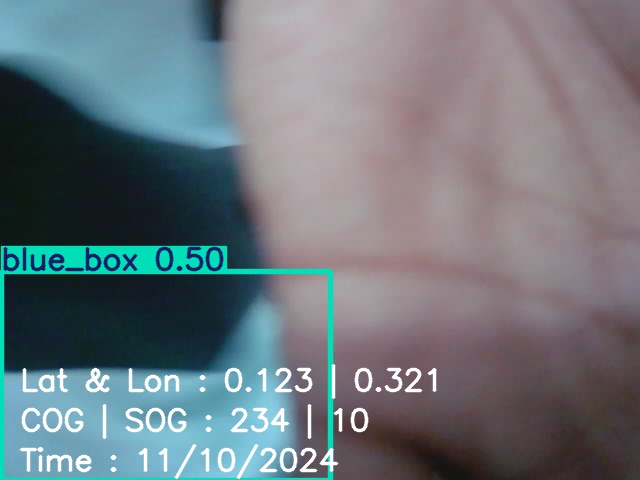 blue_box 0.50
Lat & Lon : 0.123 | 0.321
COG | SOG : 234 | 10
Time : 11/10/2024